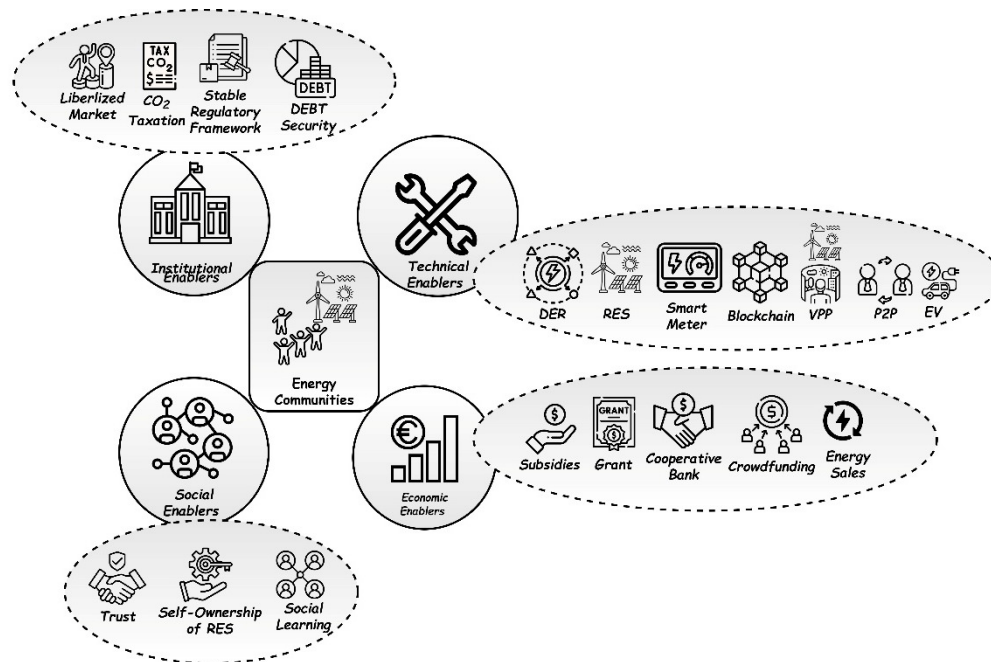 TAX
CO2
$
DEBT
Liberlized
Market
CO2
Taxation
Stable
Regulatory
Framework
DEBT
Security
Institutional
Enablers
Technical
Enablers
DER
RES
Smart
Meter
Blockchain
VPP
P2P
EV
Energy
Communities
€
Economic
Enablers
$
GRANT
$
$
Subsidies
Grant
Cooperative
Bank
Crowdfunding
Energy
Sales
Social
Enablers
Trust
Self-Ownership
of RES
Social
Learning